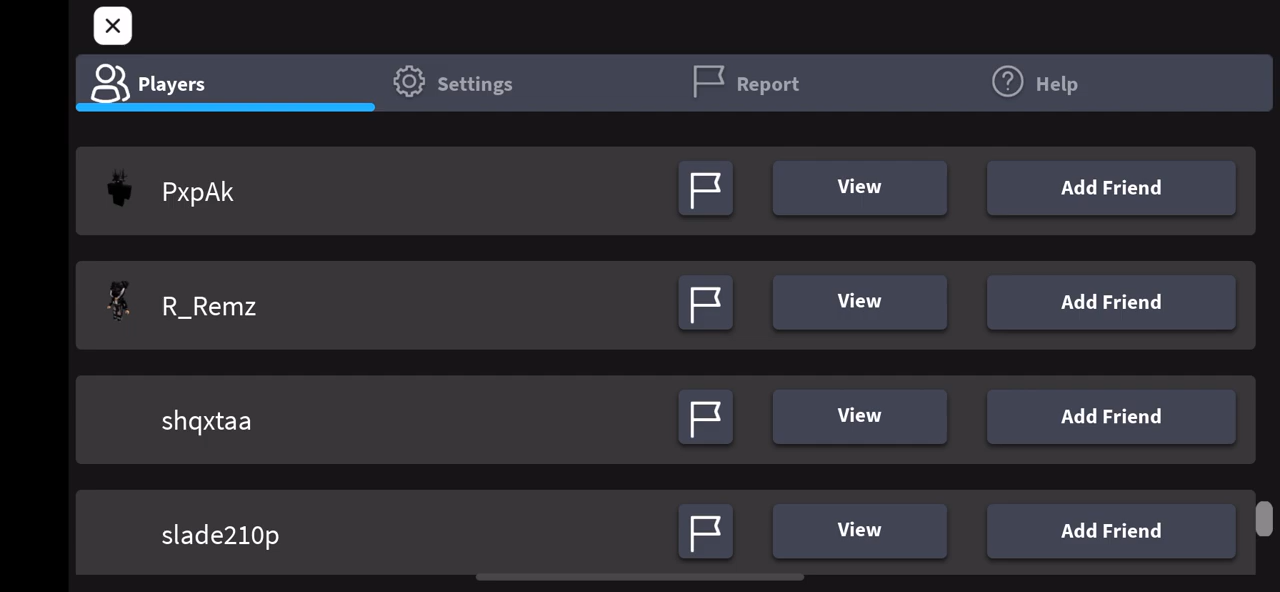 Players Settings Report Help
PxpAk View Add Friend
R_Remz View Add Friend
shqxtaa View Add Friend
slade210p View Add Friend